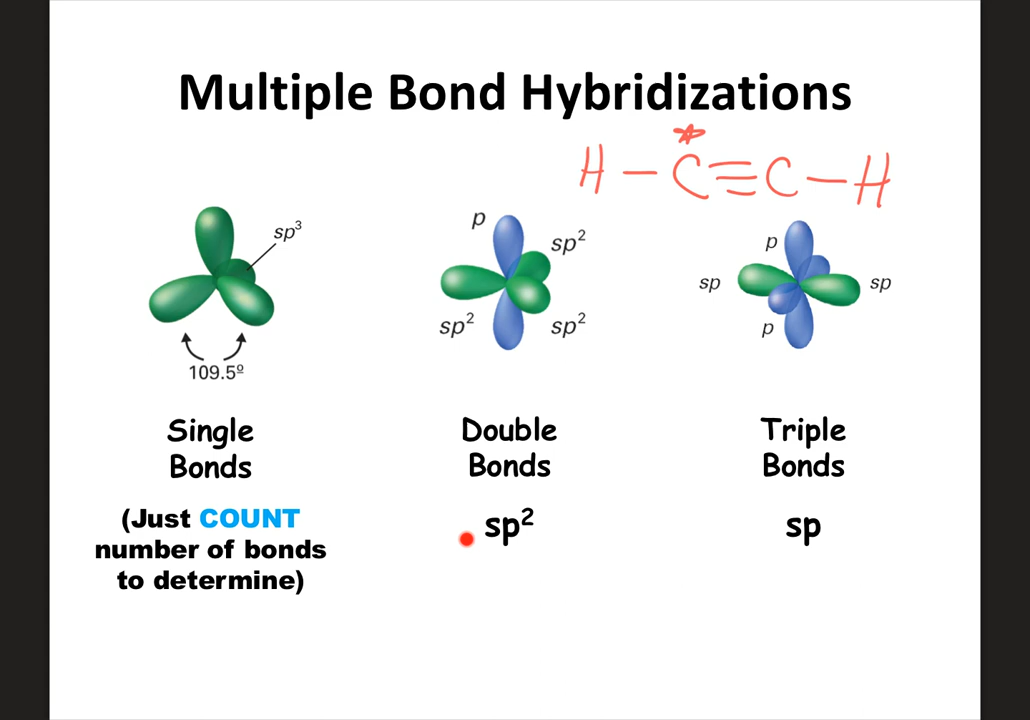 Multiple Bond Hybridizations
*
H — C ≡ C — H
sp³
109.5º
p
sp²
sp²
sp²
p
sp
sp
p
Single
Bonds
(Just COUNT
number of bonds
to determine)
Double
Bonds
sp²
Triple
Bonds
sp